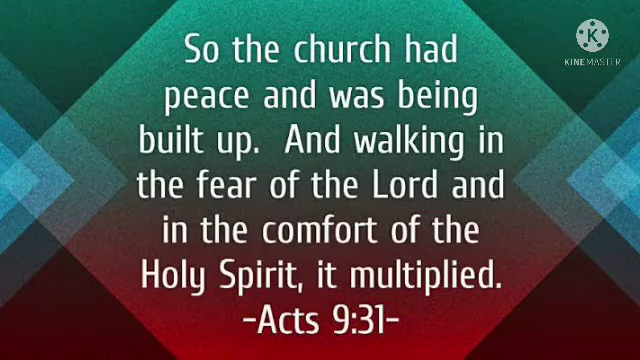 So the church had
peace and was being
built up. And walking in
the fear of the Lord and
in the comfort of the
Holy Spirit, it multiplied.
-Acts 9:31-
K
KINEMASTER